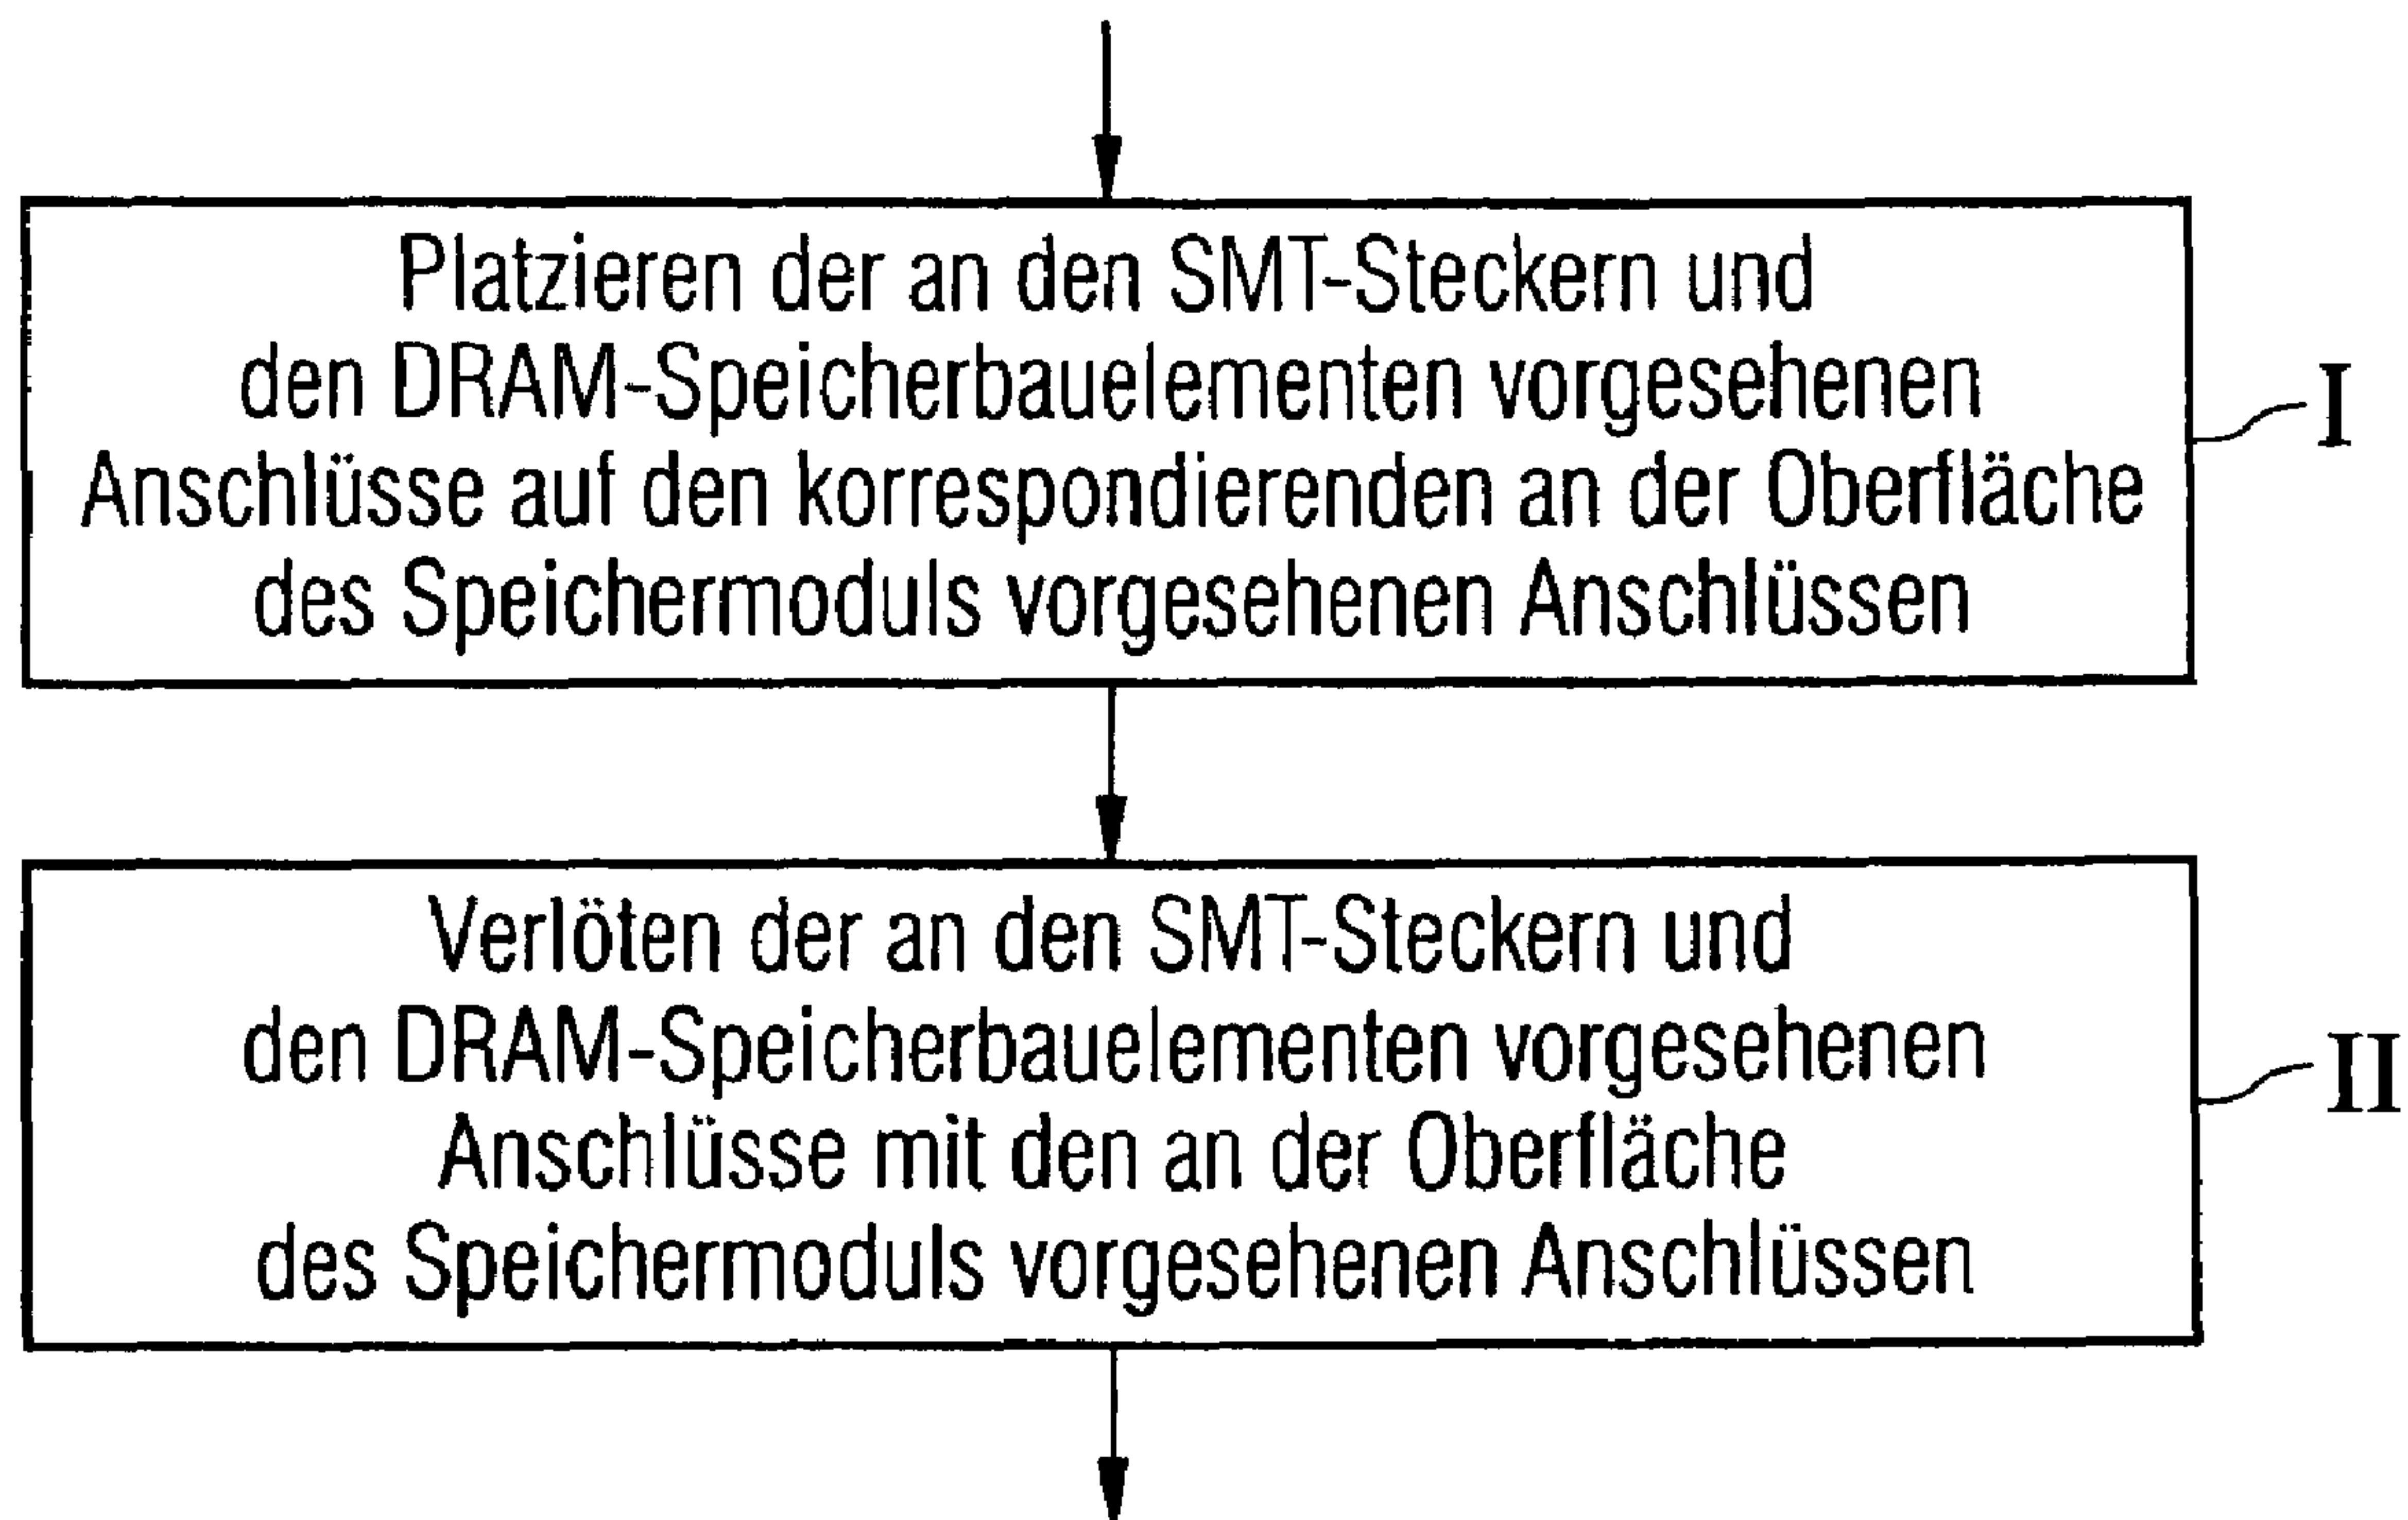 Platzieren der an den SMT-Steckern und
den DRAM-Speicherbauelementen vorgesehenen
Anschlüsse auf den korrespondierenden an der Oberfläche
des Speichermoduls vorgesehenen Anschlüssen
I
Verlöten der an den SMT-Steckern und
den DRAM-Speicherbauelementen vorgesehenen
Anschlüsse mit den an der Oberfläche
des Speichermoduls vorgesehenen Anschlüssen
II